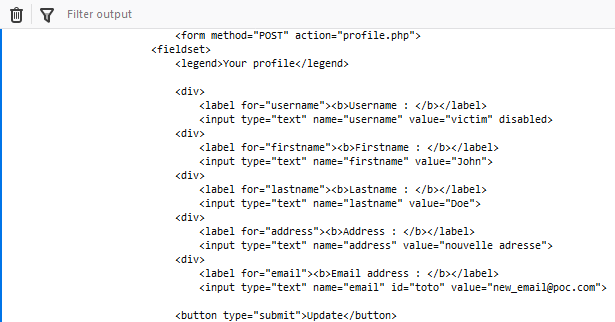 Filter output
<form method="POST" action="profile.php">
<fieldset>
<legend>Your profile</legend>
<div>
<label for="username"><b>Username : </b></label>
<input type="text" name="username" value="victim" disabled>
<div>
<label for="firstname"><b>Firstname : </b></label>
<input type="text" name="firstname" value="John">
<div>
<label for="lastname"><b>Lastname : </b></label>
<input type="text" name="lastname" value="Doe">
<div>
<label for="address"><b>Address : </b></label>
<input type="text" name="address" value="nouvelle adresse">
<div>
<label for="email"><b>Email address : </b></label>
<input type="text" name="email" id="toto" value="new_email@poc.com">
<button type="submit">Update</button>